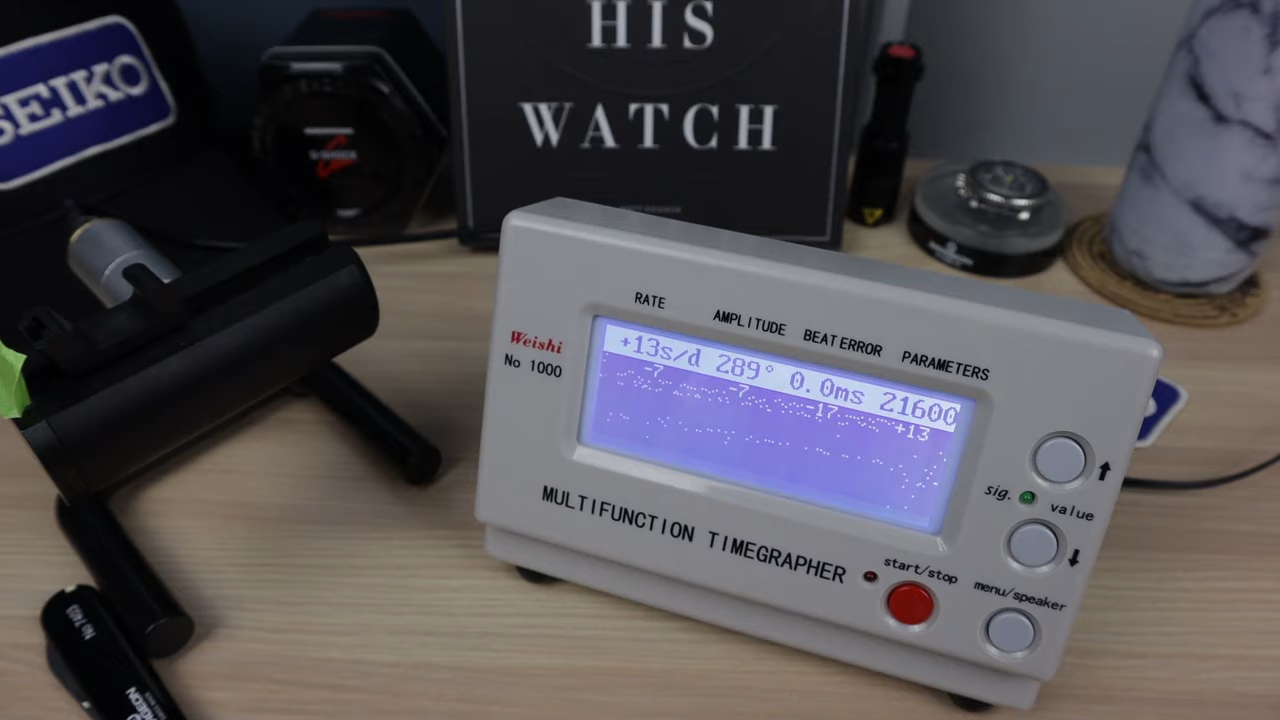 SEIKO
HIS
WATCH
RATE
AMPLITUDE
BEAT ERROR
PARAMETERS
Weishi
No 1000
+13s/d 289° 0.0ms 21600
-7
-7
-17
+13
sig.
value
MULTIFUNCTION TIMEGRAPHER
start/stop
menu/speaker